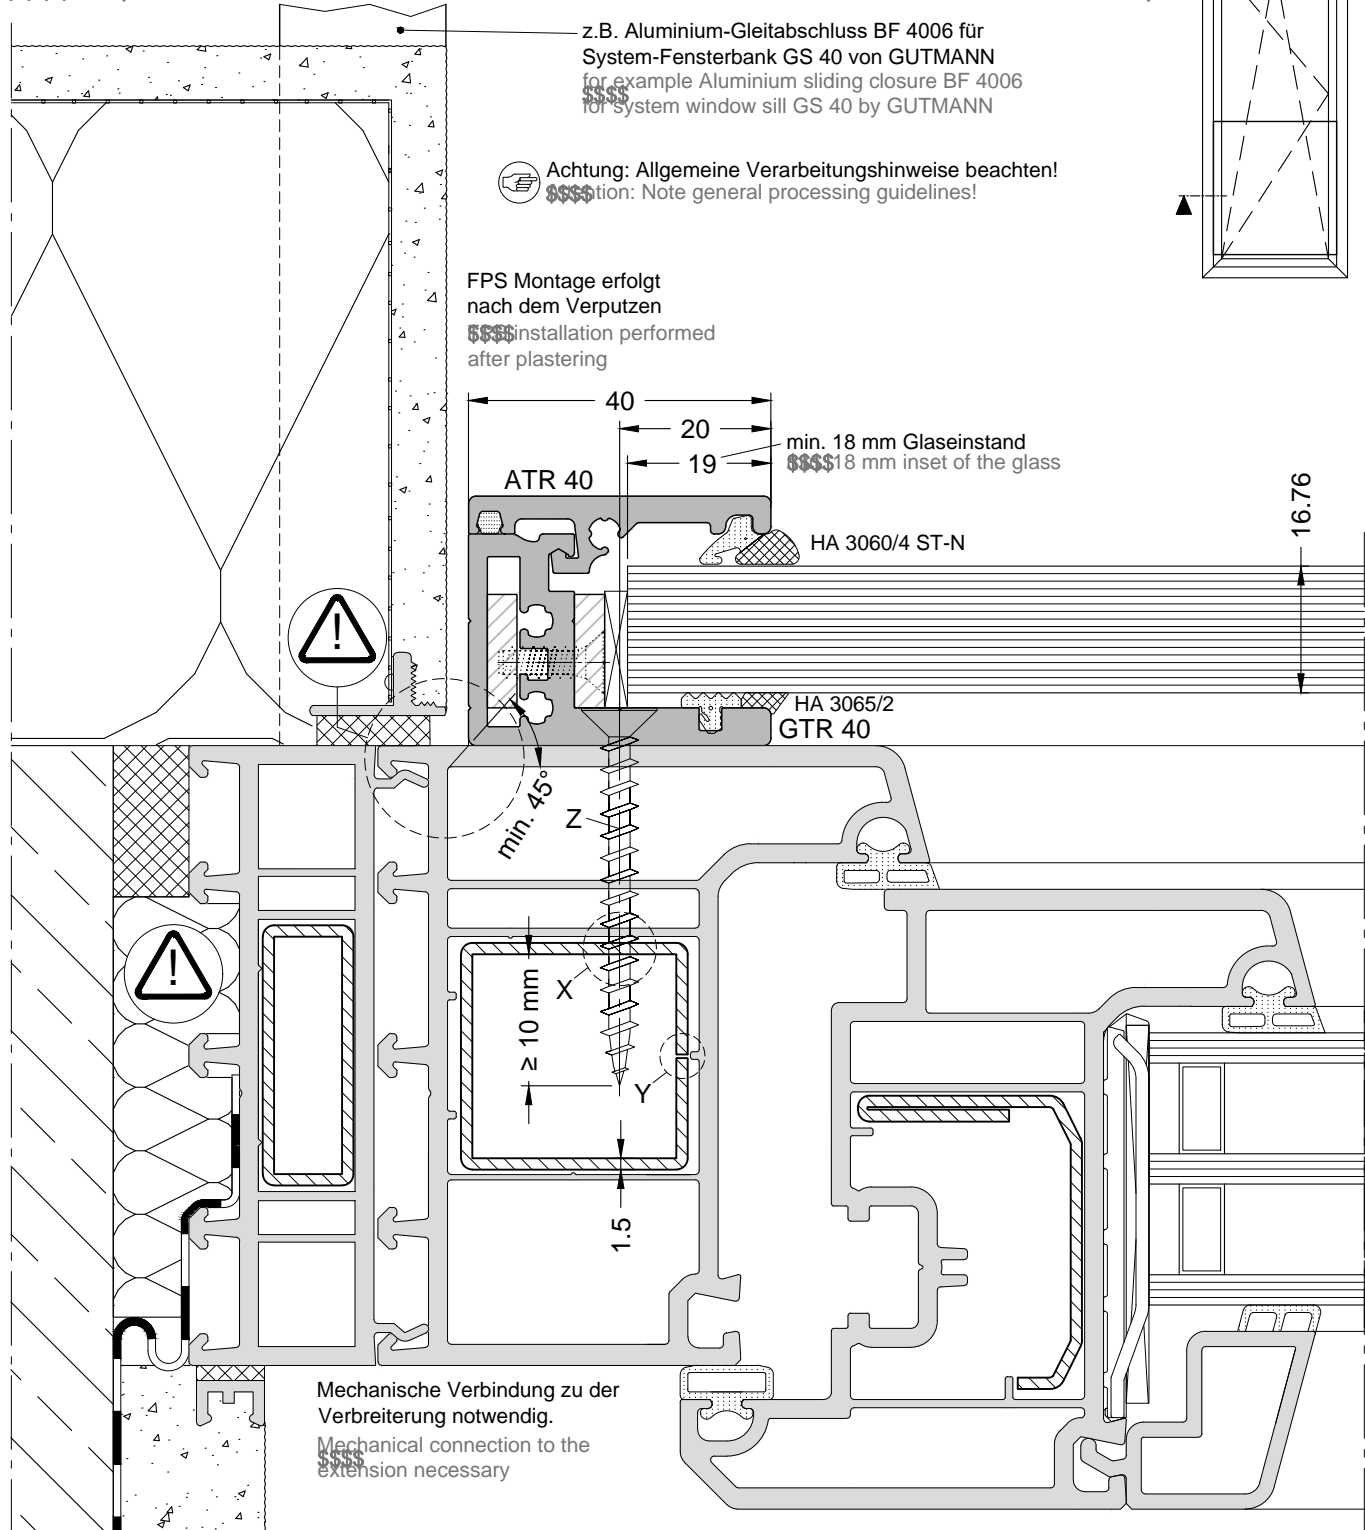 z.B. Aluminium-Gleitabschluss BF 4006 für
System-Fensterbank GS 40 von GUTMANN
for example Aluminium sliding closure BF 4006
$$$$
for system window sill GS 40 by GUTMANN
Achtung: Allgemeine Verarbeitungshinweise beachten!
$$$$tion: Note general processing guidelines!
FPS Montage erfolgt
nach dem Verputzen
$$$$ installation performed
after plastering
40
20
min. 18 mm Glaseinstand
19
$$$$ 18 mm inset of the glass
ATR 40
16.76
HA 3060/4 ST-N
!
HA 3065/2
GTR 40
min. 45°
Z
!
X
≥ 10 mm
Y
1.5
Mechanische Verbindung zu der
Verbreiterung notwendig.
Mechanical connection to the
$$$$
extension necessary